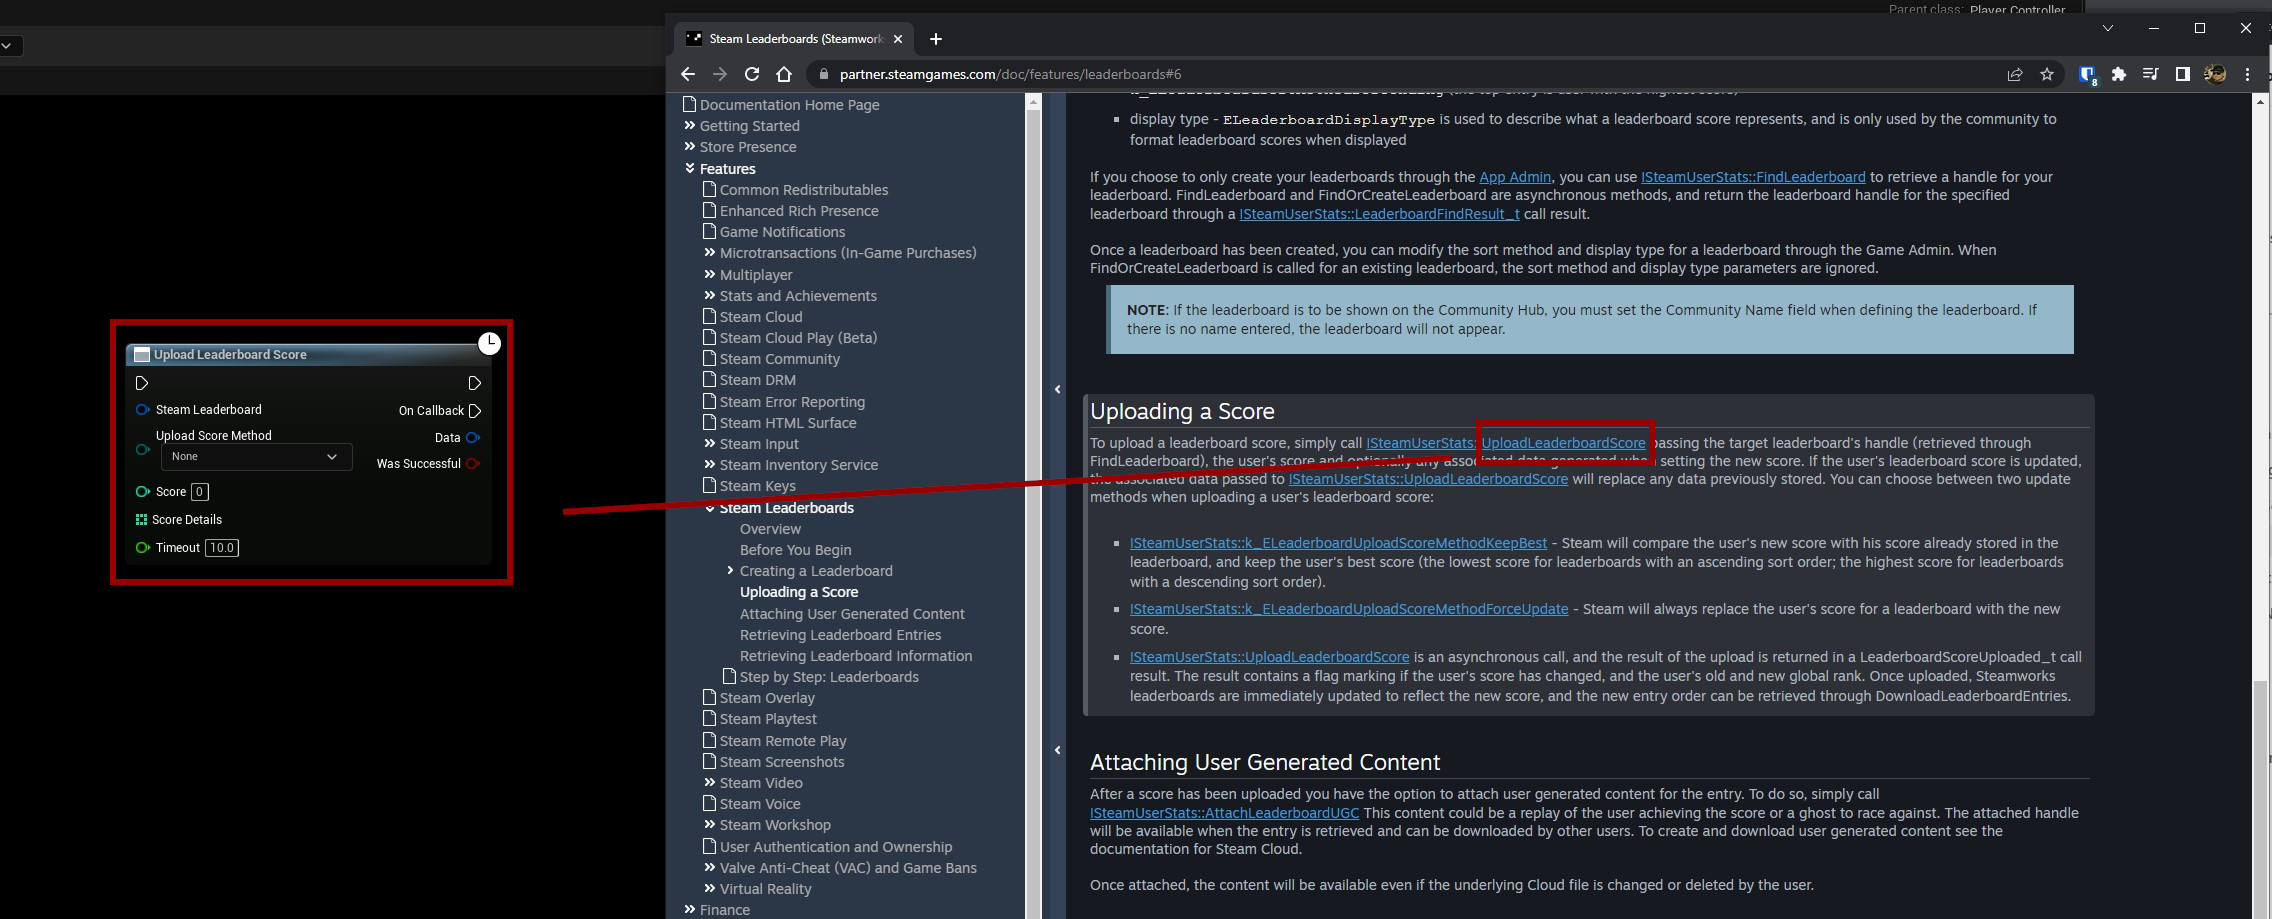 Parent class: Player Controller
Steam Leaderboards (Steamwork
partner.steamgames.com/doc/features/leaderboards#6
8
Upload Leaderboard Score
Steam Leaderboard
On Callback
Upload Score Method
Data
None
Was Successful
Score 0
Score Details
Timeout 10.0
Documentation Home Page
Getting Started
Store Presence
Features
Common Redistributables
Enhanced Rich Presence
Game Notifications
Microtransactions (In-Game Purchases)
Multiplayer
Stats and Achievements
Steam Cloud
Steam Cloud Play (Beta)
Steam Community
Steam DRM
Steam Error Reporting
Steam HTML Surface
Steam Input
Steam Inventory Service
Steam Keys
Steam Leaderboards
Overview
Before You Begin
Creating a Leaderboard
Uploading a Score
Attaching User Generated Content
Retrieving Leaderboard Entries
Retrieving Leaderboard Information
Step by Step: Leaderboards
Steam Overlay
Steam Playtest
Steam Remote Play
Steam Screenshots
Steam Video
Steam Voice
Steam Workshop
User Authentication and Ownership
Valve Anti-Cheat (VAC) and Game Bans
Virtual Reality
Finance
(the top entry is user with the highest score)
display type - ELeaderboardDisplayType is used to describe what a leaderboard score represents, and is only used by the community to
format leaderboard scores when displayed
If you choose to only create your leaderboards through the App Admin, you can use ISteamUserStats::FindLeaderboard to retrieve a handle for your
leaderboard. FindLeaderboard and FindOrCreateLeaderboard are asynchronous methods, and return the leaderboard handle for the specified
leaderboard through a ISteamUserStats::LeaderboardFindResult_t call result.
Once a leaderboard has been created, you can modify the sort method and display type for a leaderboard through the Game Admin. When
FindOrCreateLeaderboard is called for an existing leaderboard, the sort method and display type parameters are ignored.
NOTE: If the leaderboard is to be shown on the Community Hub, you must set the Community Name field when defining the leaderboard. If
there is no name entered, the leaderboard will not appear.
Uploading a Score
To upload a leaderboard score, simply call ISteamUserStats::UploadLeaderboardScore passing the target leaderboard's handle (retrieved through
FindLeaderboard), the user's score and optionally any associated data generated when setting the new score. If the user's leaderboard score is updated,
the associated data passed to ISteamUserStats::UploadLeaderboardScore will replace any data previously stored. You can choose between two update
methods when uploading a user's leaderboard score:
ISteamUserStats::k_ELeaderboardUploadScoreMethodKeepBest - Steam will compare the user's new score with his score already stored in the
leaderboard, and keep the user's best score (the lowest score for leaderboards with an ascending sort order; the highest score for leaderboards
with a descending sort order).
ISteamUserStats::k_ELeaderboardUploadScoreMethodForceUpdate - Steam will always replace the user's score for a leaderboard with the new
score.
ISteamUserStats::UploadLeaderboardScore is an asynchronous call, and the result of the upload is returned in a LeaderboardScoreUploaded_t call
result. The result contains a flag marking if the user's score has changed, and the user's old and new global rank. Once uploaded, Steamworks
leaderboards are immediately updated to reflect the new score, and the new entry order can be retrieved through DownloadLeaderboardEntries.
Attaching User Generated Content
After a score has been uploaded you have the option to attach user generated content for the entry. To do so, simply call
ISteamUserStats::AttachLeaderboardUGC This content could be a replay of the user achieving the score or a ghost to race against. The attached handle
will be available when the entry is retrieved and can be downloaded by other users. To create and download user generated content see the
documentation for Steam Cloud.
Once attached, the content will be available even if the underlying Cloud file is changed or deleted by the user.